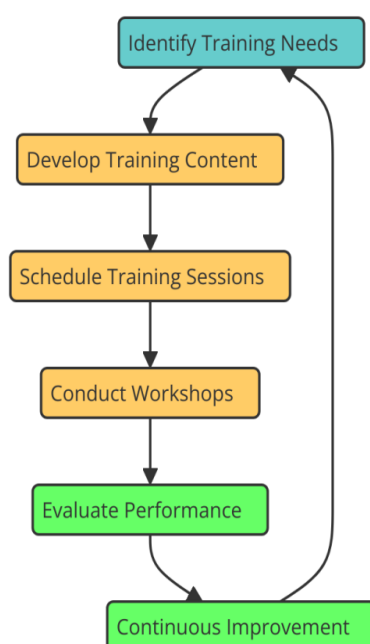 Identify Training Needs
Develop Training Content
Schedule Training Sessions
Conduct Workshops
Evaluate Performance
Continuous Improvement